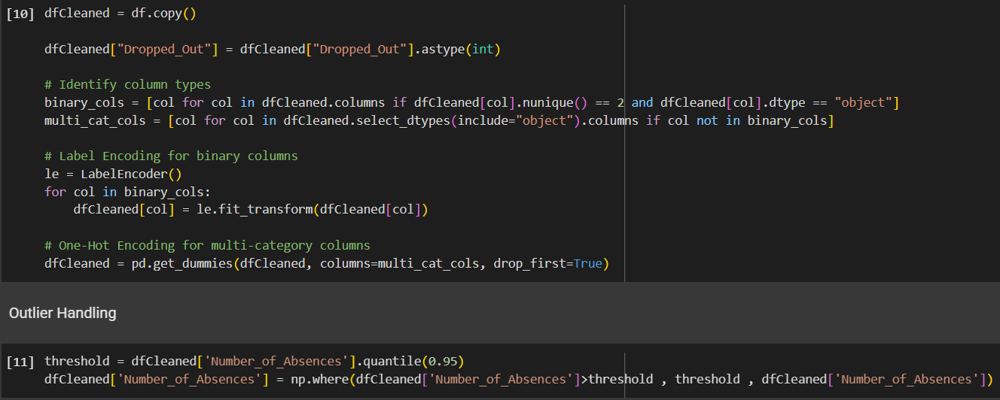 [10] dfCleaned = df.copy()
dfCleaned["Dropped_Out"] = dfCleaned["Dropped_Out"].astype(int)
# Identify column types
binary_cols = [col for col in dfCleaned.columns if dfCleaned[col].nunique() == 2 and dfCleaned[col].dtype == "object"]
multi_cat_cols = [col for col in dfCleaned.select_dtypes(include="object").columns if col not in binary_cols]
# Label Encoding for binary columns
le = LabelEncoder()
for col in binary_cols:
    dfCleaned[col] = le.fit_transform(dfCleaned[col])
# One-Hot Encoding for multi-category columns
dfCleaned = pd.get_dummies(dfCleaned, columns=multi_cat_cols, drop_first=True)
Outlier Handling
[11] threshold = dfCleaned['Number_of_Absences'].quantile(0.95)
dfCleaned['Number_of_Absences'] = np.where(dfCleaned['Number_of_Absences']>threshold , threshold , dfCleaned['Number_of_Absences'])